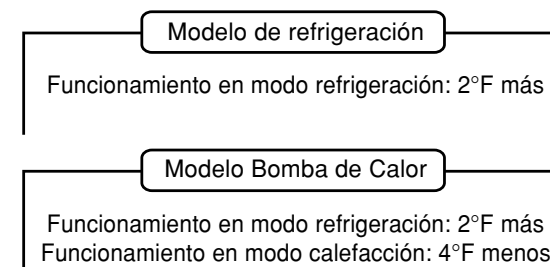 Modelo de refrigeración
Funcionamiento en modo refrigeración: 2°F más
Modelo Bomba de Calor
Funcionamiento en modo refrigeración: 2°F más
Funcionamiento en modo calefacción: 4°F menos